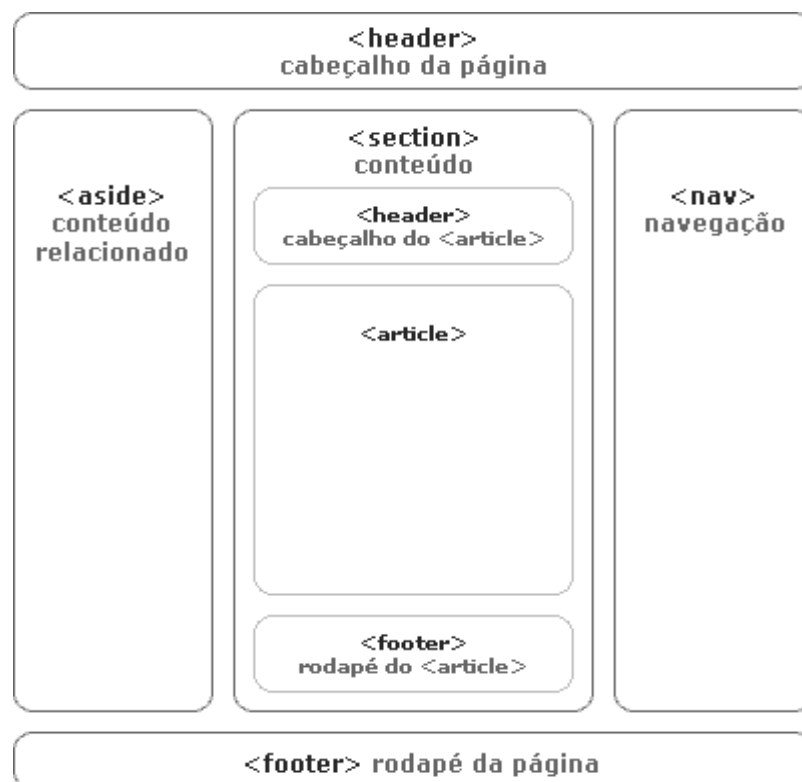 <header>
cabeçalho da página
<aside>
conteúdo
relacionado
<section>
conteúdo
<header>
cabeçalho do <article>
<article>
<footer>
rodapé do <article>
<nav>
navegação
<footer> rodapé da página